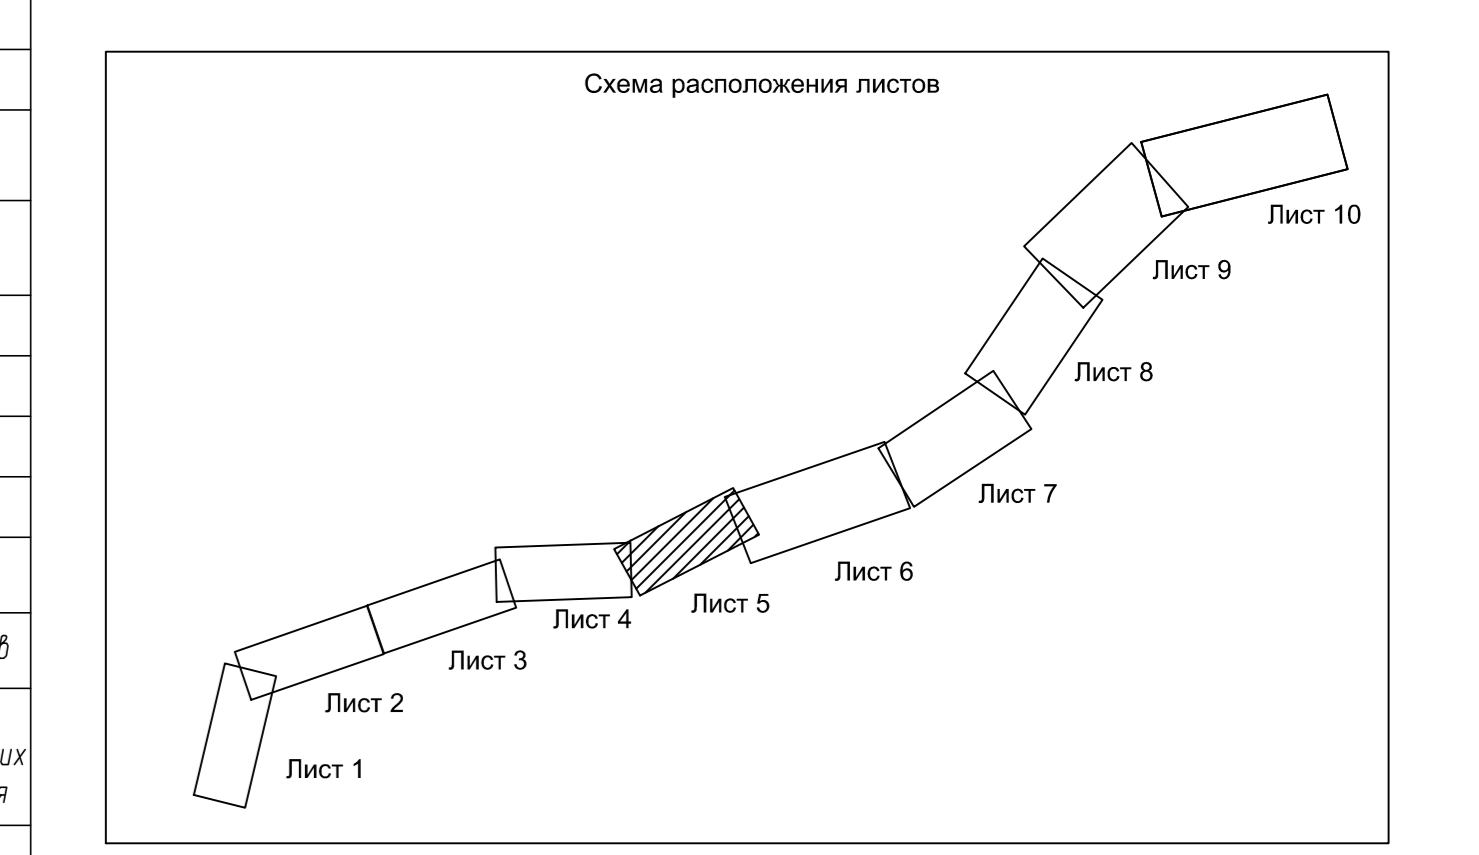 Схема расположения листов
Лист 10
Лист 9
Лист 8
Лист 7
Лист 6
Лист 5
Лист 4
Лист 3
Лист 2
Лист 1
в
их
я